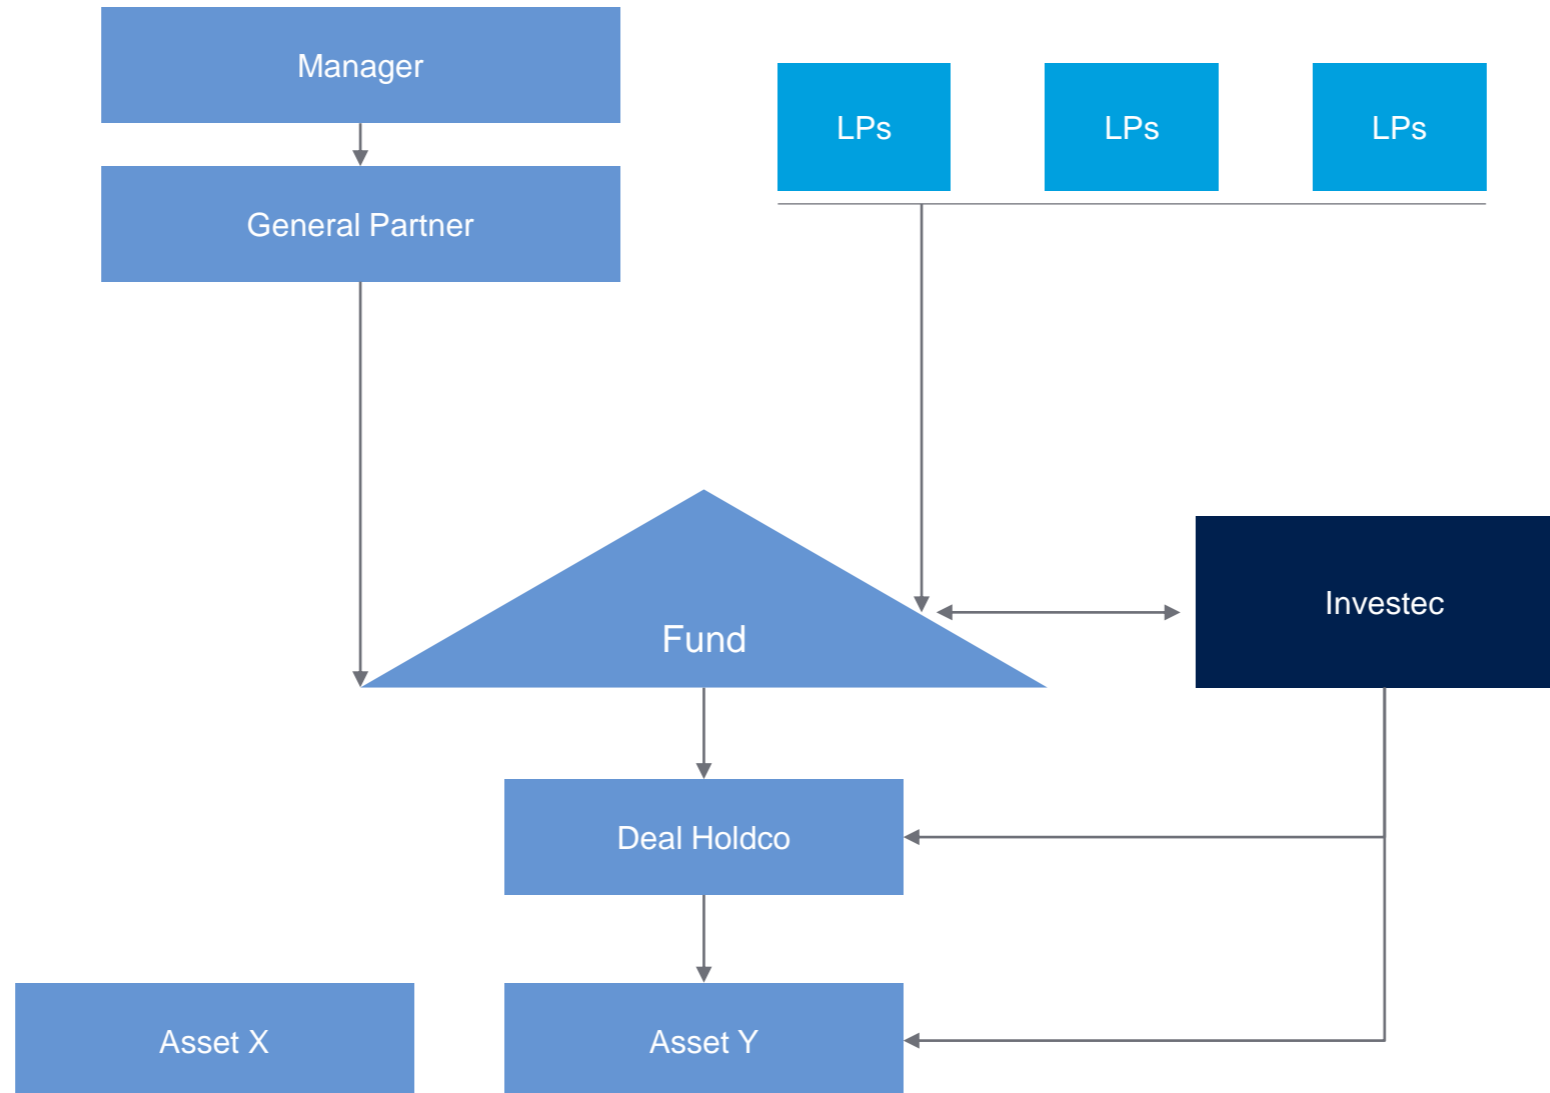 Manager
LPs
LPs
LPs
General Partner
Investec
Fund
Deal Holdco
Asset X
Asset Y